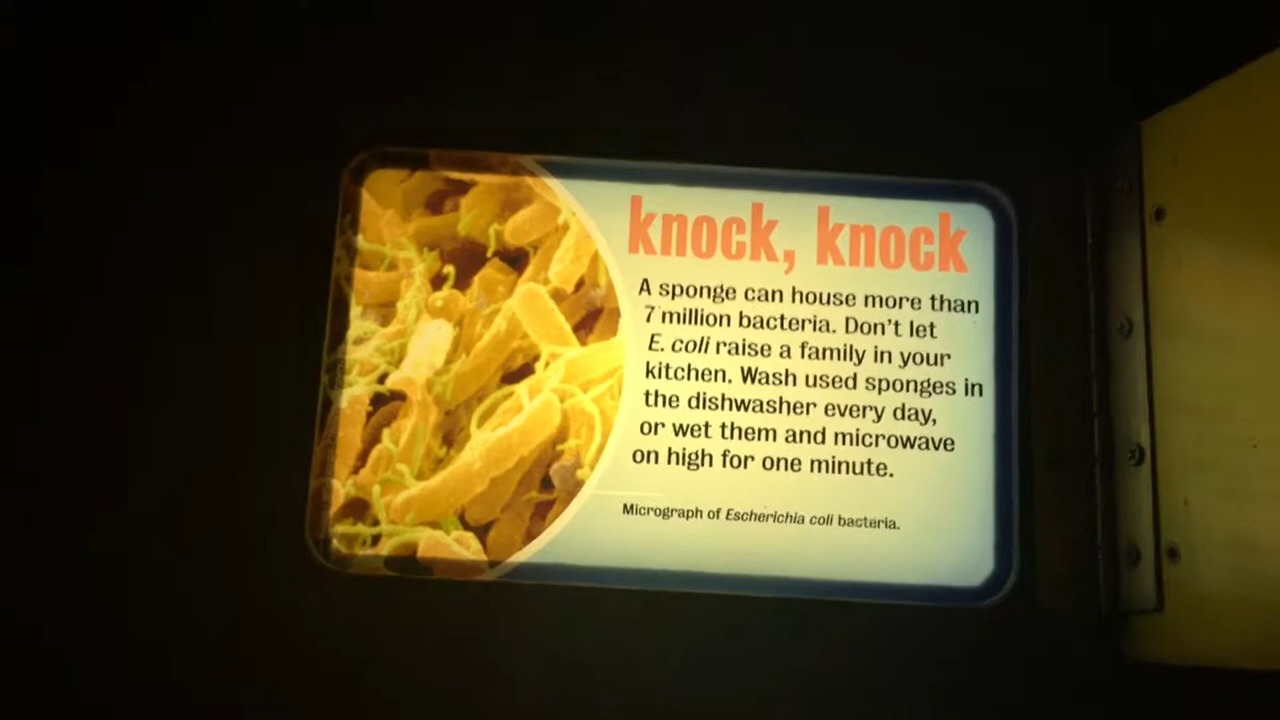 knock, knock
A sponge can house more than
7 million bacteria. Don't let
E. coli raise a family in your
kitchen. Wash used sponges in
the dishwasher every day,
or wet them and microwave
on high for one minute.
Micrograph of Escherichia coli bacteria.